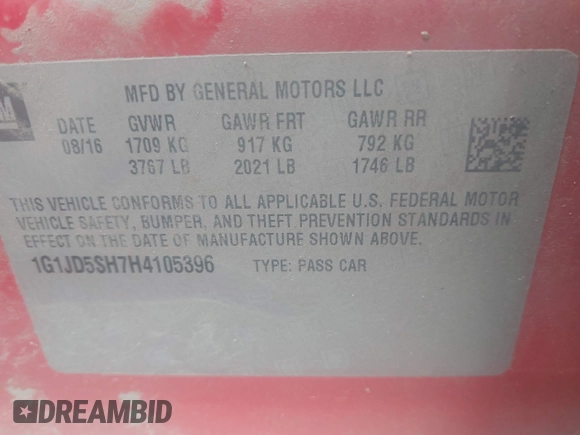 GM
MFD BY GENERAL MOTORS LLC
DATE GVWR GAWR FRT GAWR RR
08/16 1709 KG 917 KG 792 KG
3767 LB 2021 LB 1746 LB
THIS VEHICLE CONFORMS TO ALL APPLICABLE U.S. FEDERAL MOTOR
VEHICLE SAFETY, BUMPER, AND THEFT PREVENTION STANDARDS IN
EFFECT ON THE DATE OF MANUFACTURE SHOWN ABOVE.
1G1JD5SH7H4105396 TYPE: PASS CAR
DREAMBID